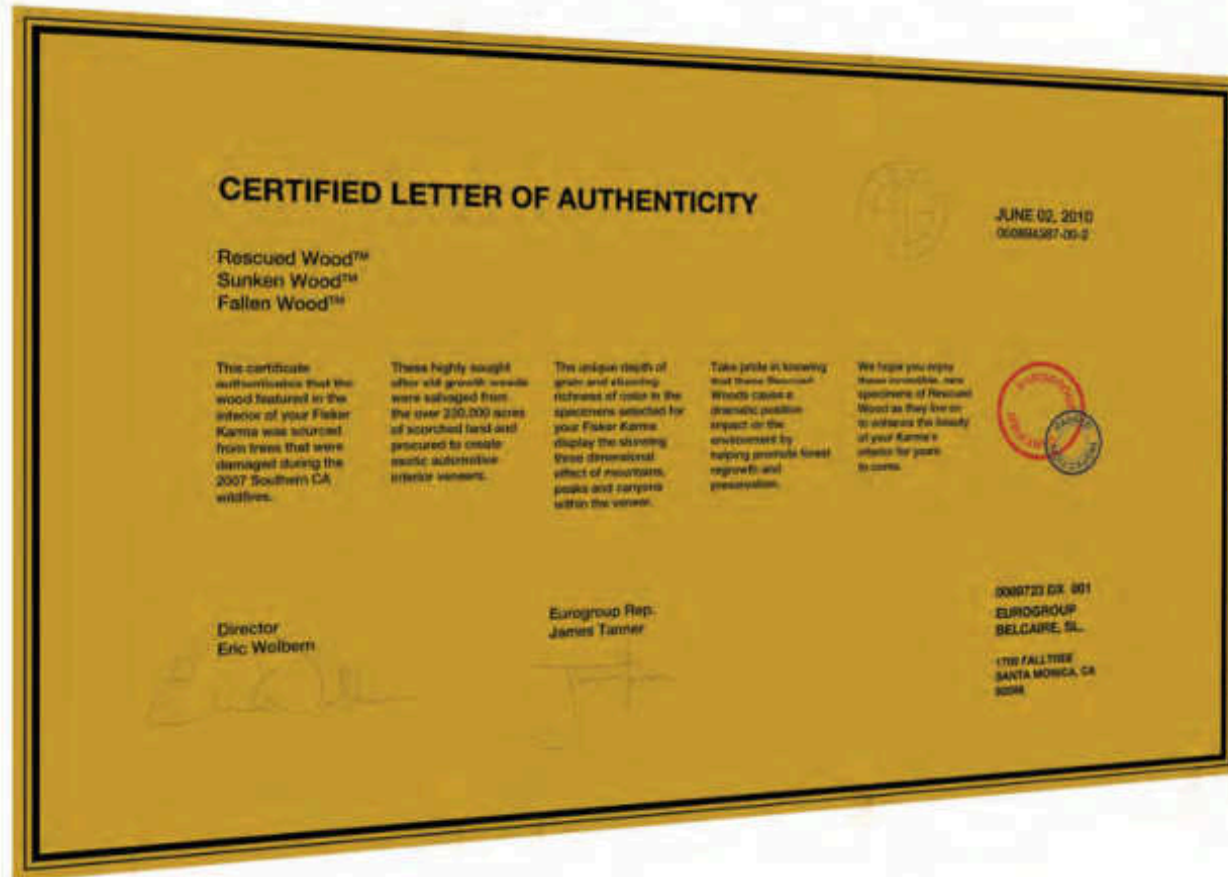 CERTIFIED LETTER OF AUTHENTICITY
JUNE 02, 2010
Rescued Wood™
Sunken Wood™
Fallen Wood™
This certificate
authenticates that the
wood featured in the
interior of your Fisker
Karma was sourced
from trees that were
damaged during the
2007 Southern CA
wildfires.
These highly sought
after old growth woods
were salvaged from
the over acres
of scorched land and
procured to create
exotic automotive
interior veneers.
The unique depth of
grain and stunning
richness of color in the
specimens selected for
your Fisker Karma
display the stunning
three dimensional
effect of mountains,
peaks and canyons
within the veneer.
Take pride in knowing
that these Rescued
Woods cause a
dramatic positive
impact on the
environment by
helping promote forest
regrowth and
preservation.
We hope you enjoy
these incredible, new
specimens of Rescued
Wood as they live on
to enhance the beauty
of your Karma's
interior for years
to come.
EUROGROUP
Director
Eric Wolbern
Eurogroup Rep.
James Tanner
0009723 DX 001
EUROGROUP
BELCAIRE, SL.
1700 FALLTREE
SANTA MONICA, CA